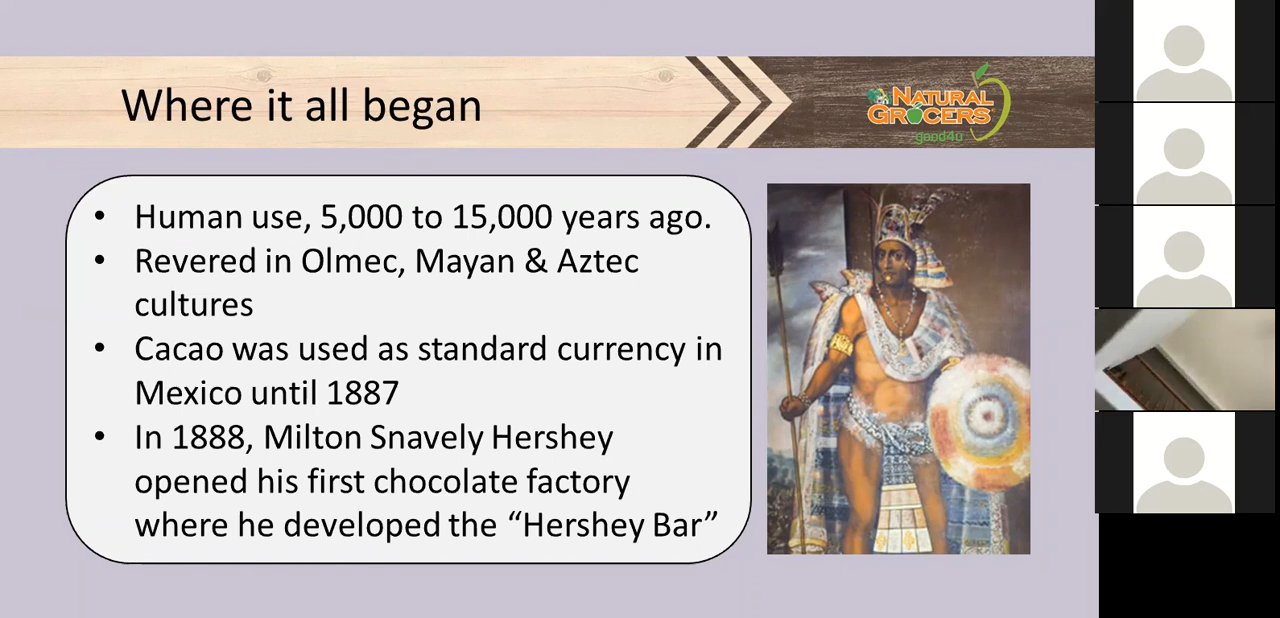 Where it all began
NATURAL
GROCERS
good4u
• Human use, 5,000 to 15,000 years ago.
• Revered in Olmec, Mayan & Aztec
cultures
• Cacao was used as standard currency in
Mexico until 1887
• In 1888, Milton Snavely Hershey
opened his first chocolate factory
where he developed the “Hershey Bar”